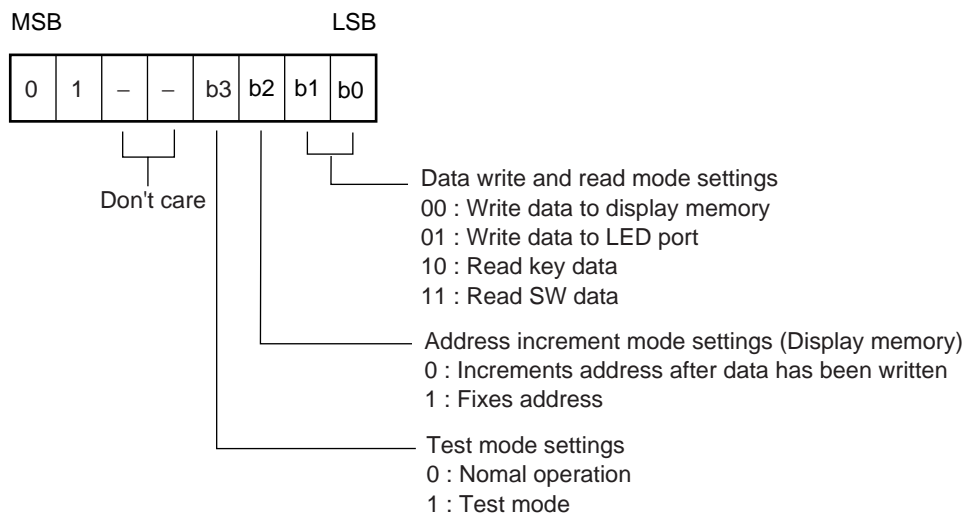 MSB LSB
0 1 – – b3 b2 b1 b0
Don't care
Data write and read mode settings
00 : Write data to display memory
01 : Write data to LED port
10 : Read key data
11 : Read SW data
Address increment mode settings (Display memory)
0 : Increments address after data has been written
1 : Fixes address
Test mode settings
0 : Nomal operation
1 : Test mode